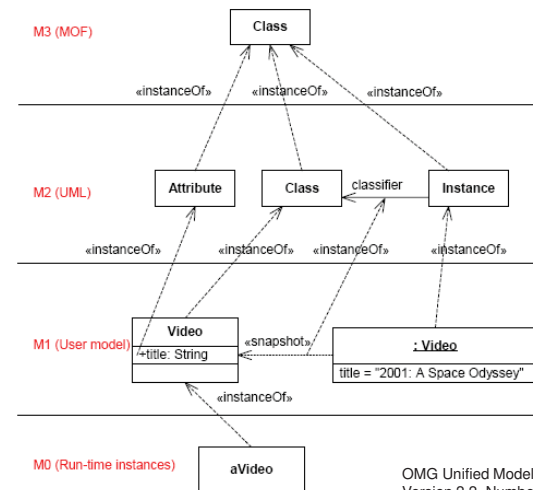 Class
M3 (MOF)
«instanceOf» «instanceOf» «instanceOf»
M2 (UML)
Attribute
Class
classifier
Instance
«instanceOf» «instanceOf» «instanceOf» «instanceOf»
M1 (User model)
Video
+title: String
«snapshot»
: Video
title = "2001: A Space Odyssey"
«instanceOf»
M0 (Run-time instances)
aVideo
OMG Unified Model